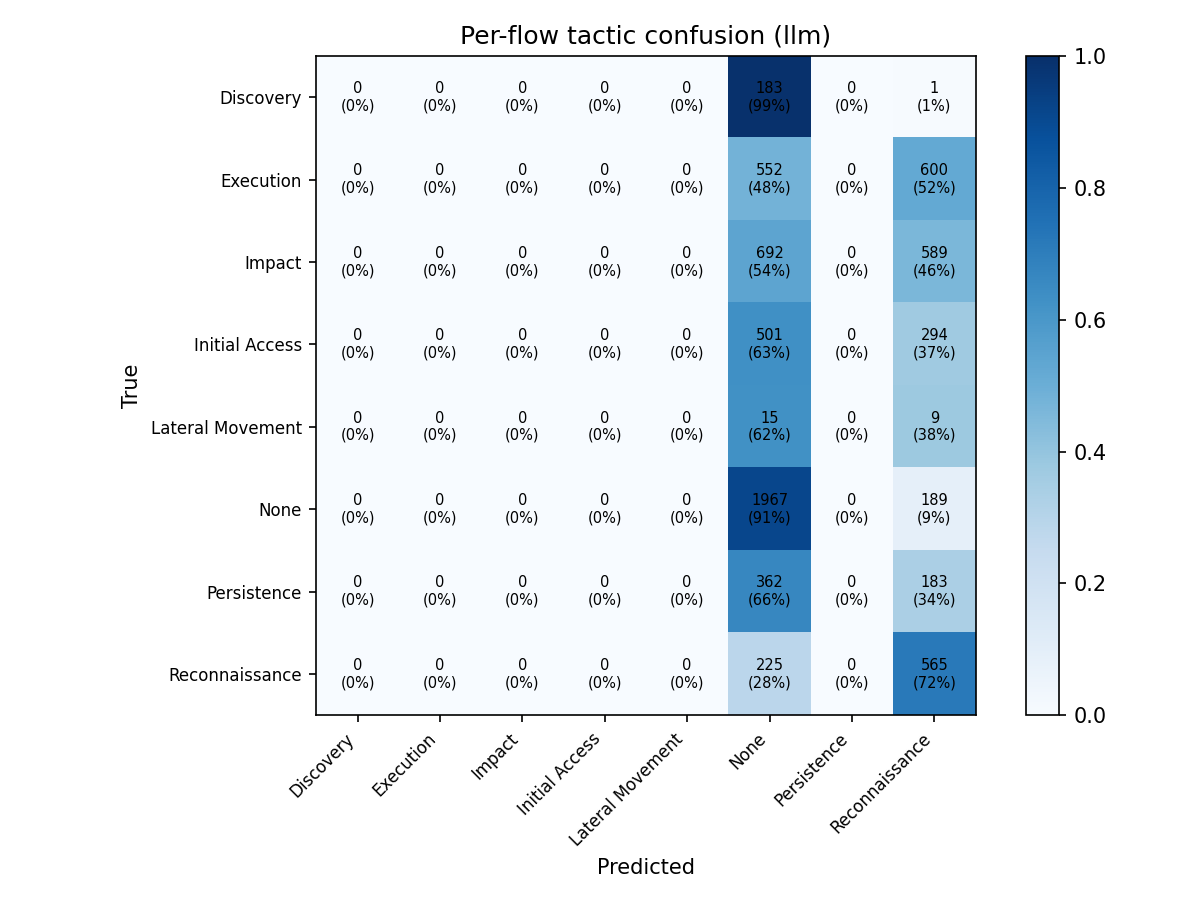 Per-flow tactic confusion (llm)
Discovery 0 0 0 0 0 183 0 1
(0%) (0%) (0%) (0%) (0%) (99%) (0%) (1%)
Execution 0 0 0 0 0 552 0 600
(0%) (0%) (0%) (0%) (0%) (48%) (0%) (52%)
Impact 0 0 0 0 0 692 0 589
(0%) (0%) (0%) (0%) (0%) (54%) (0%) (46%)
Initial Access 0 0 0 0 0 501 0 294
(0%) (0%) (0%) (0%) (0%) (63%) (0%) (37%)
Lateral Movement 0 0 0 0 0 15 0 9
(0%) (0%) (0%) (0%) (0%) (62%) (0%) (38%)
None 0 0 0 0 0 1967 0 189
(0%) (0%) (0%) (0%) (0%) (91%) (0%) (9%)
Persistence 0 0 0 0 0 362 0 183
(0%) (0%) (0%) (0%) (0%) (66%) (0%) (34%)
Reconnaissance 0 0 0 0 0 225 0 565
(0%) (0%) (0%) (0%) (0%) (28%) (0%) (72%)
True
Discovery
Execution
Impact
Initial Access
Lateral Movement
None
Persistence
Reconnaissance
Predicted
1.0
0.8
0.6
0.4
0.2
0.0